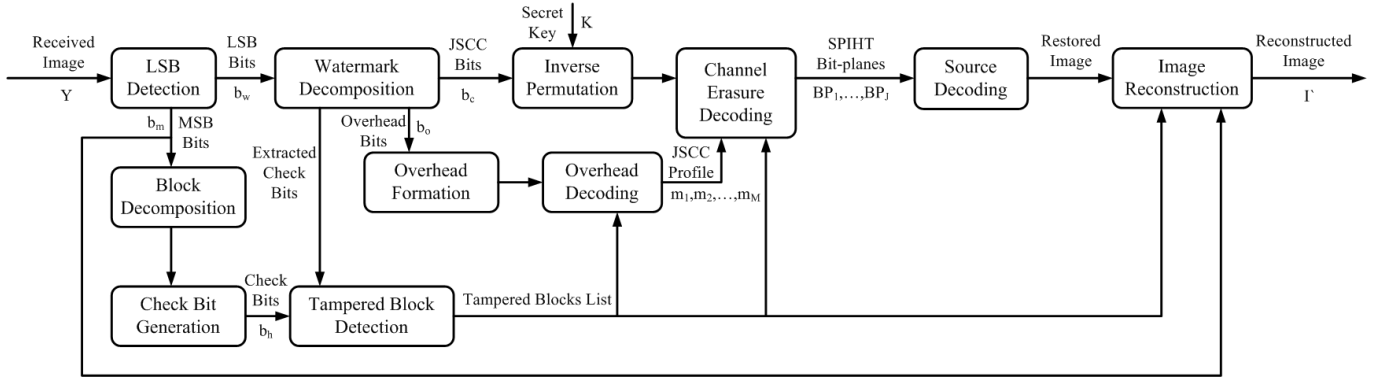 Received
Image
Y
LSB
Detection
LSB
Bits
b_w
Watermark
Decomposition
JSCC
Bits
b_c
Secret
Key
K
Inverse
Permutation
Channel
Erasure
Decoding
SPIHT
Bit-planes
BP_1,…,BP_J
Source
Decoding
Restored
Image
Image
Reconstruction
Reconstructed
Image
Γ
b_m
MSB
Bits
Block
Decomposition
Extracted
Check
Bits
Overhead
Bits
b_o
Overhead
Formation
Overhead
Decoding
JSCC
Profile
m_1,m_2,…,m_M
Check Bit
Generation
Check
Bits
b_h
Tampered Block
Detection
Tampered Blocks List